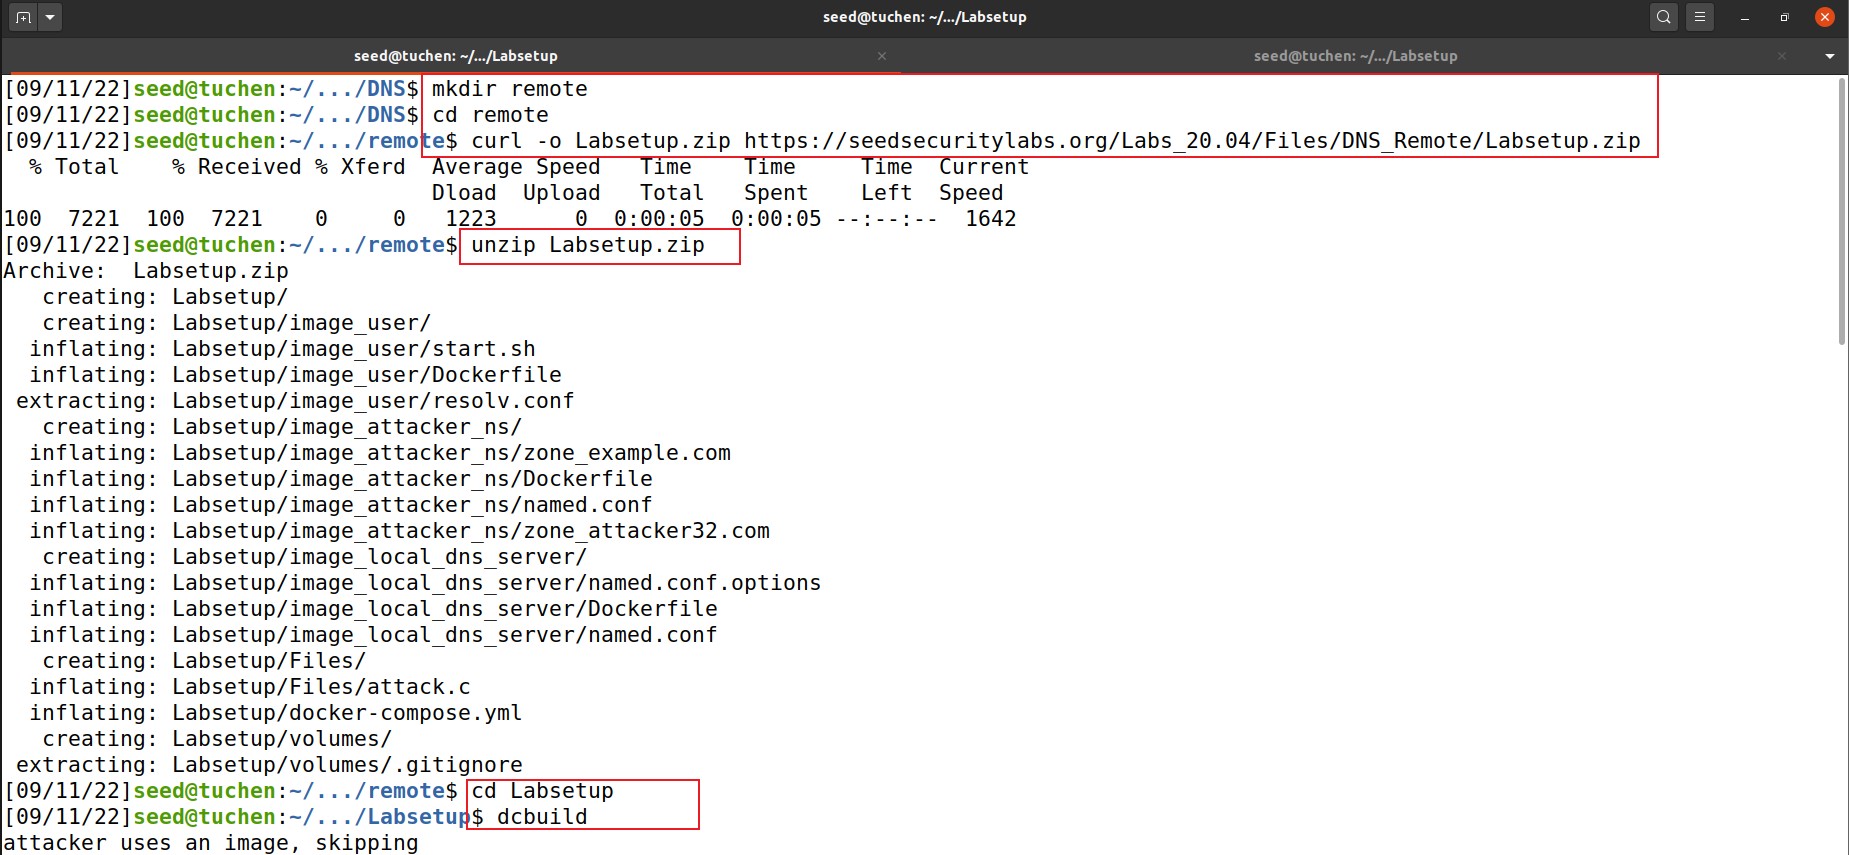 seed@tuchen: ~/.../Labsetup
seed@tuchen: ~/.../Labsetup
seed@tuchen: ~/.../Labsetup
[09/11/22]seed@tuchen:~/.../DNS$ mkdir remote
[09/11/22]seed@tuchen:~/.../DNS$ cd remote
[09/11/22]seed@tuchen:~/.../remote$ curl -o Labsetup.zip https://seedsecuritylabs.org/Labs_20.04/Files/DNS_Remote/Labsetup.zip
  % Total    % Received % Xferd  Average Speed   Time    Time     Time  Current
                                 Dload  Upload   Total   Spent    Left  Speed
100  7221  100  7221    0     0   1223      0  0:00:05  0:00:05 --:--:--  1642
[09/11/22]seed@tuchen:~/.../remote$ unzip Labsetup.zip
Archive:  Labsetup.zip
   creating: Labsetup/
   creating: Labsetup/image_user/
  inflating: Labsetup/image_user/start.sh
  inflating: Labsetup/image_user/Dockerfile
 extracting: Labsetup/image_user/resolv.conf
   creating: Labsetup/image_attacker_ns/
  inflating: Labsetup/image_attacker_ns/zone_example.com
  inflating: Labsetup/image_attacker_ns/Dockerfile
  inflating: Labsetup/image_attacker_ns/named.conf
  inflating: Labsetup/image_attacker_ns/zone_attacker32.com
   creating: Labsetup/image_local_dns_server/
  inflating: Labsetup/image_local_dns_server/named.conf.options
  inflating: Labsetup/image_local_dns_server/Dockerfile
  inflating: Labsetup/image_local_dns_server/named.conf
   creating: Labsetup/Files/
  inflating: Labsetup/Files/attack.c
  inflating: Labsetup/docker-compose.yml
   creating: Labsetup/volumes/
 extracting: Labsetup/volumes/.gitignore
[09/11/22]seed@tuchen:~/.../remote$ cd Labsetup
[09/11/22]seed@tuchen:~/.../Labsetup$ dcbuild
attacker uses an image, skipping